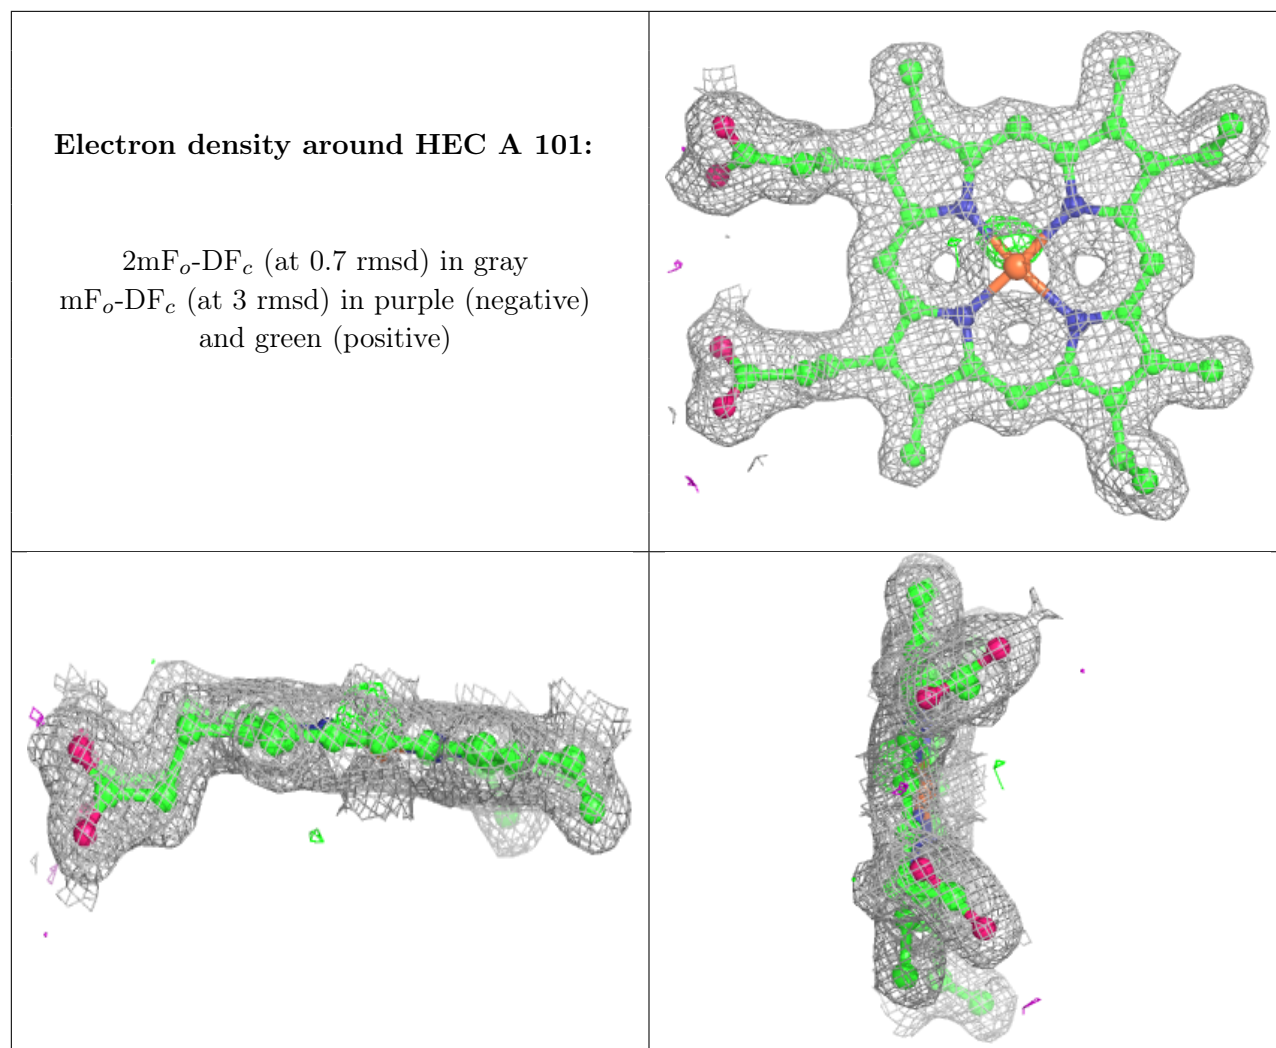 Electron density around HEC A 101:
2mFₒ-DF𝒸 (at 0.7 rmsd) in gray
mFₒ-DF𝒸 (at 3 rmsd) in purple (negative)
and green (positive)